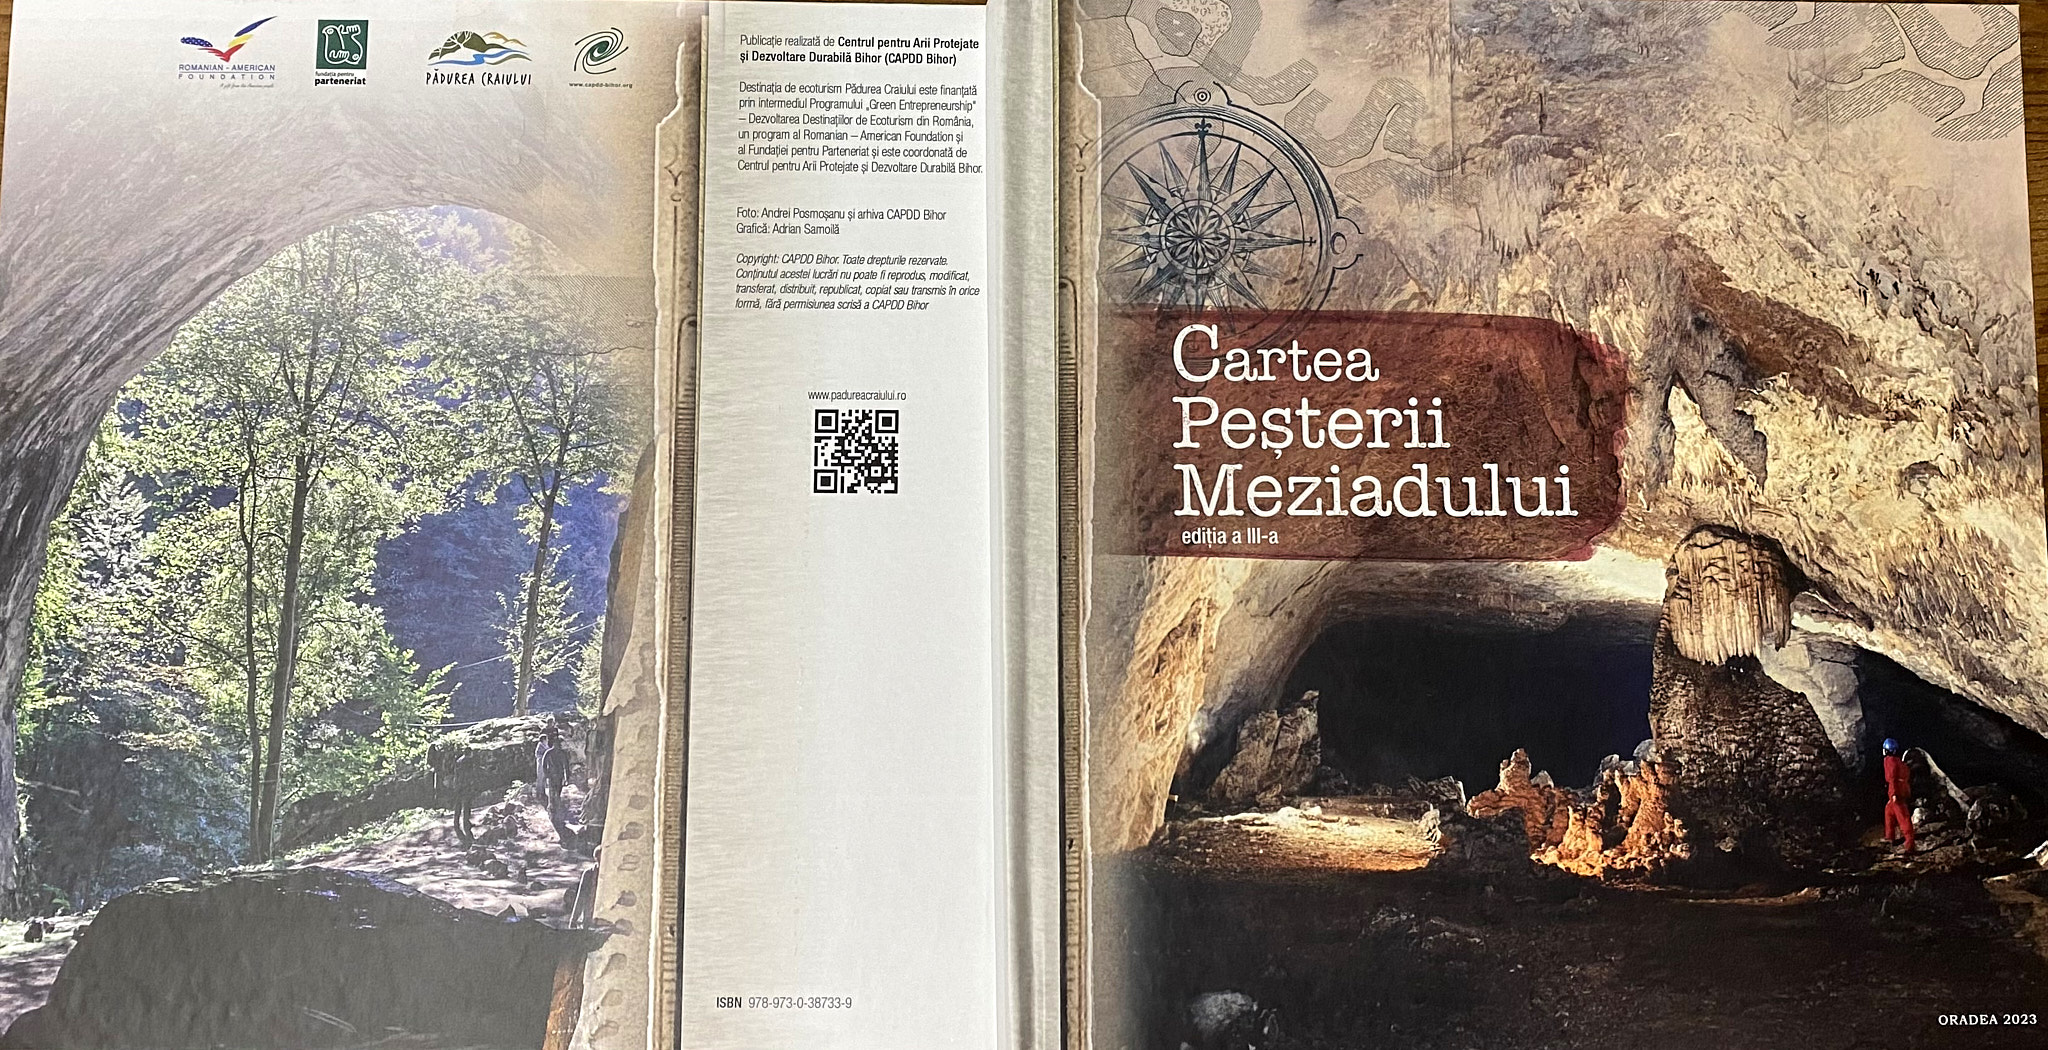 ROMANIAN - AMERICAN
FOUNDATION
fundația pentru
parteneriat
PĂDUREA CRAIULUI
www.capdd-bihor.org
Publicație realizată de Centrul pentru Arii Protejate
și Dezvoltare Durabilă Bihor (CAPDD Bihor)
Destinația de ecoturism Pădurea Craiului este finanțată
prin intermediul Programului „Green Entrepreneurship"
– Dezvoltarea Destinațiilor de Ecoturism din România,
un program al Romanian – American Foundation și
al Fundației pentru Parteneriat și este coordonată de
Centrul pentru Arii Protejate și Dezvoltare Durabilă Bihor.
Foto: Andrei Posmoșanu și arhiva CAPDD Bihor
Grafică: Adrian Samoilă
Copyright: CAPDD Bihor. Toate drepturile rezervate.
Conținutul acestei lucrări nu poate fi reprodus, modificat,
transferat, distribuit, republicat, copiat sau transmis în orice
formă, fără permisiunea scrisă a CAPDD Bihor
www.padureacraiului.ro
ISBN 978-973-0-38733-9
Cartea
Peșterii
Meziadului
ediția a III-a
ORADEA 2023